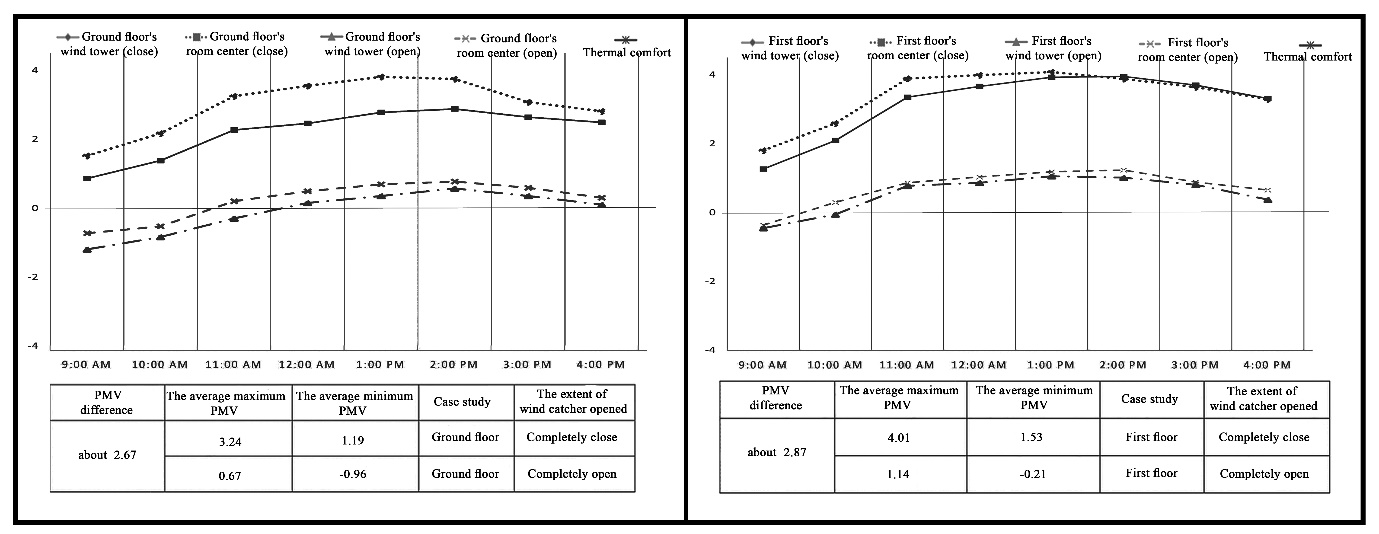 Ground floor's
wind tower (close)
Ground floor's
room center (close)
Ground floor's
wind tower (open)
Ground floor's
room center (open)
Thermal comfort
4
2
0
-2
-4
9:00 AM 10:00 AM 11:00 AM 12:00 AM 1:00 PM 2:00 PM 3:00 PM 4:00 PM
PMV
difference
The average maximum
PMV
The average minimum
PMV
Case study
The extent of
wind catcher opened
about 2.67
3.24 1.19 Ground floor Completely close
0.67 -0.96 Ground floor Completely open
First floor's
wind tower (close)
First floor's
room center (close)
First floor's
wind tower (open)
First floor's
room center (open)
Thermal comfort
4
2
0
-2
-4
9:00 AM 10:00 AM 11:00 AM 12:00 AM 1:00 PM 2:00 PM 3:00 PM 4:00 PM
PMV
difference
The average maximum
PMV
The average minimum
PMV
Case study
The extent of
wind catcher opened
about 2,87
4.01 1.53 First floor Completely close
1,14 -0.21 First floor Completely open